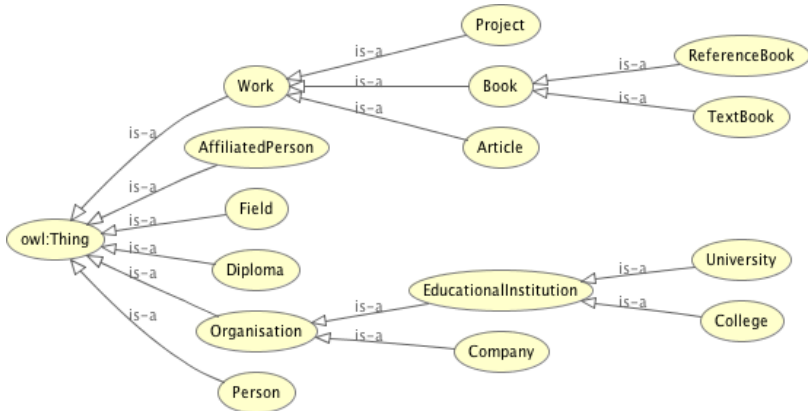 Project
is-a
ReferenceBook
is-a
Work
is-a
Book
is-a
TextBook
is-a
is-a
AffiliatedPerson
Article
is-a
Field
is-a
owl:Thing
is-a
Diploma
University
is-a
is-a
EducationalInstitution
is-a
Organisation
is-a
College
is-a
is-a
Company
Person